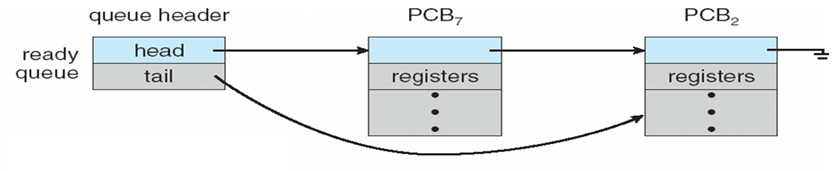 queue header
PCB₇
PCB₂
ready
queue
head
tail
registers
registers